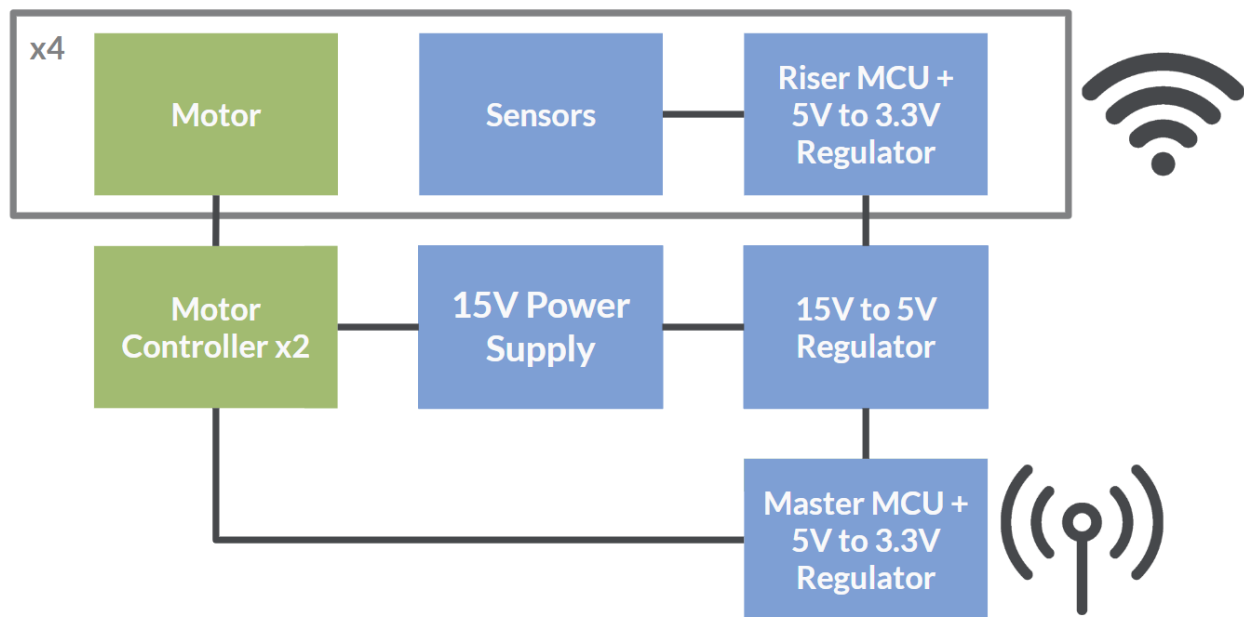 x4
Motor
Sensors
Riser MCU +
5V to 3.3V
Regulator
Motor
Controller x2
15V Power
Supply
15V to 5V
Regulator
Master MCU +
5V to 3.3V
Regulator